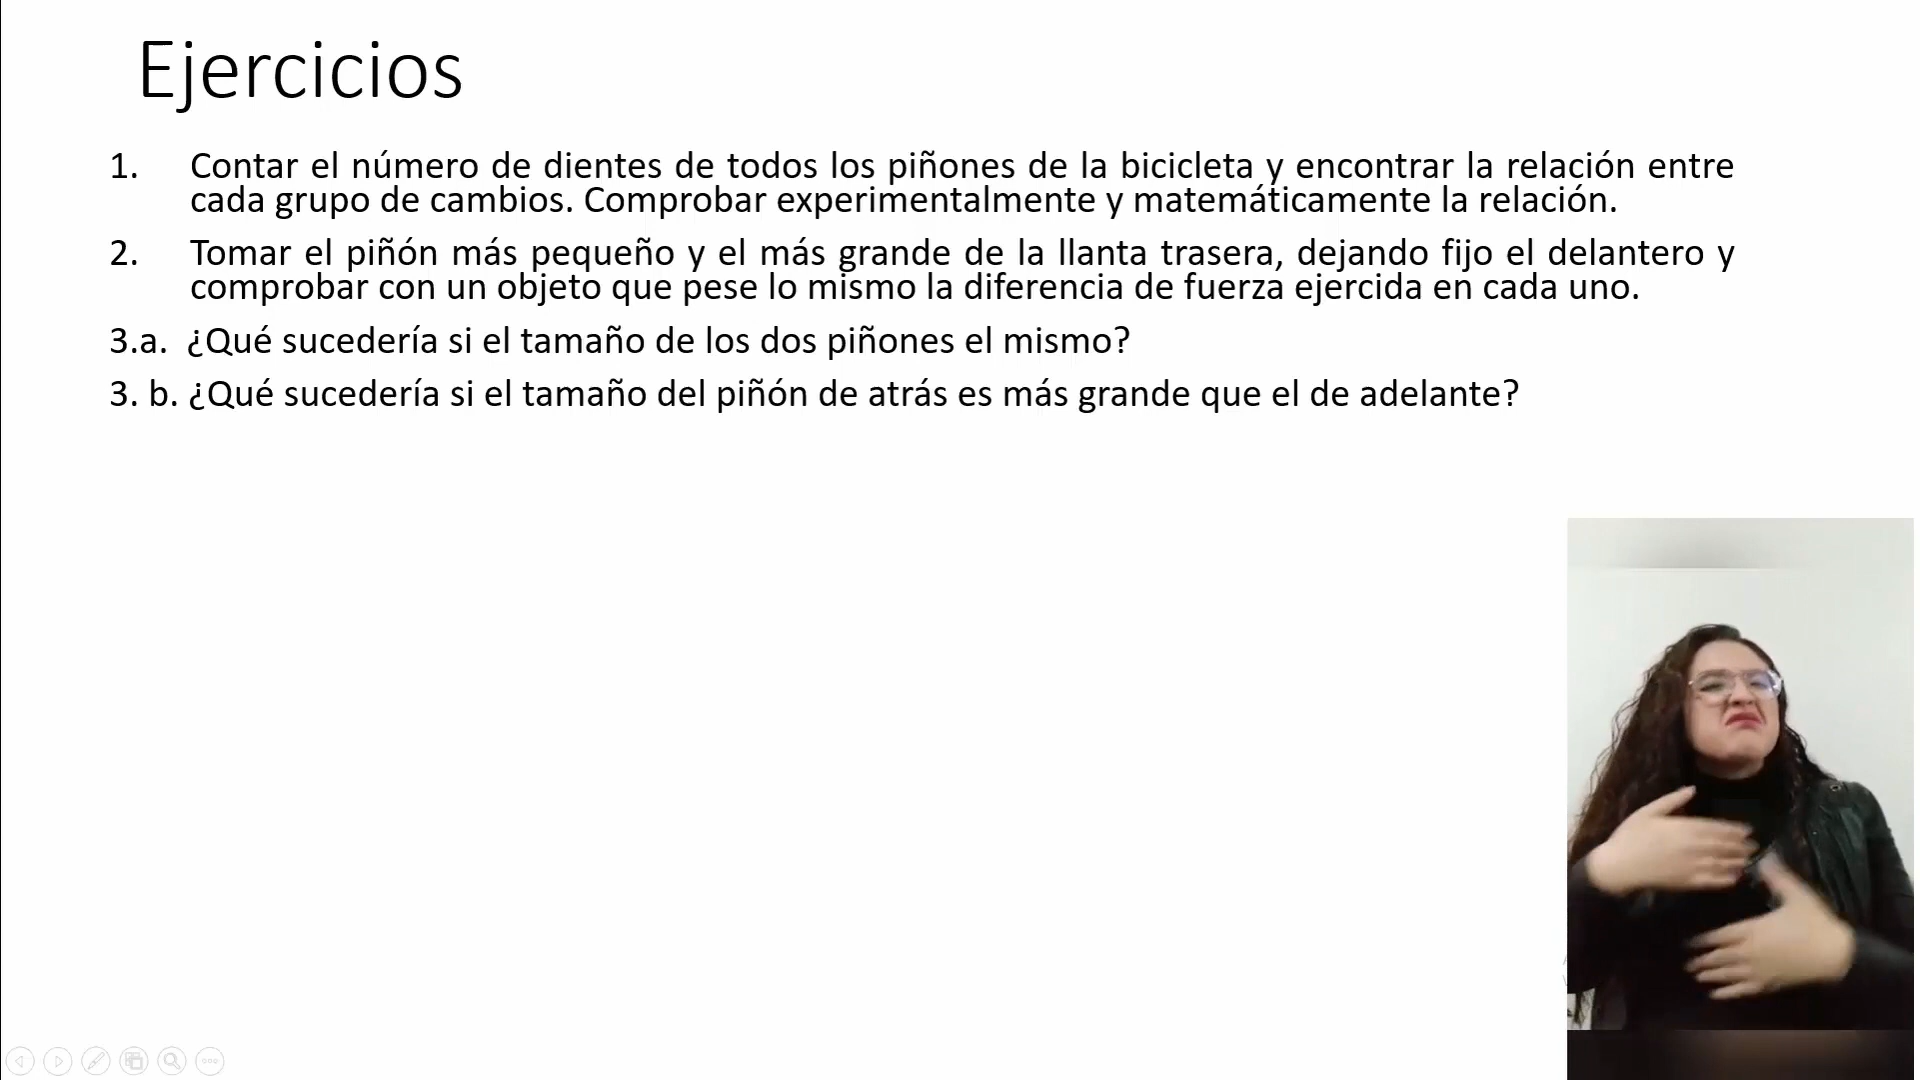 Ejercicios
1. Contar el número de dientes de todos los piñones de la bicicleta y encontrar la relación entre
cada grupo de cambios. Comprobar experimentalmente y matemáticamente la relación.
2. Tomar el piñón más pequeño y el más grande de la llanta trasera, dejando fijo el delantero y
comprobar con un objeto que pese lo mismo la diferencia de fuerza ejercida en cada uno.
3.a. ¿Qué sucedería si el tamaño de los dos piñones el mismo?
3. b. ¿Qué sucedería si el tamaño del piñón de atrás es más grande que el de adelante?